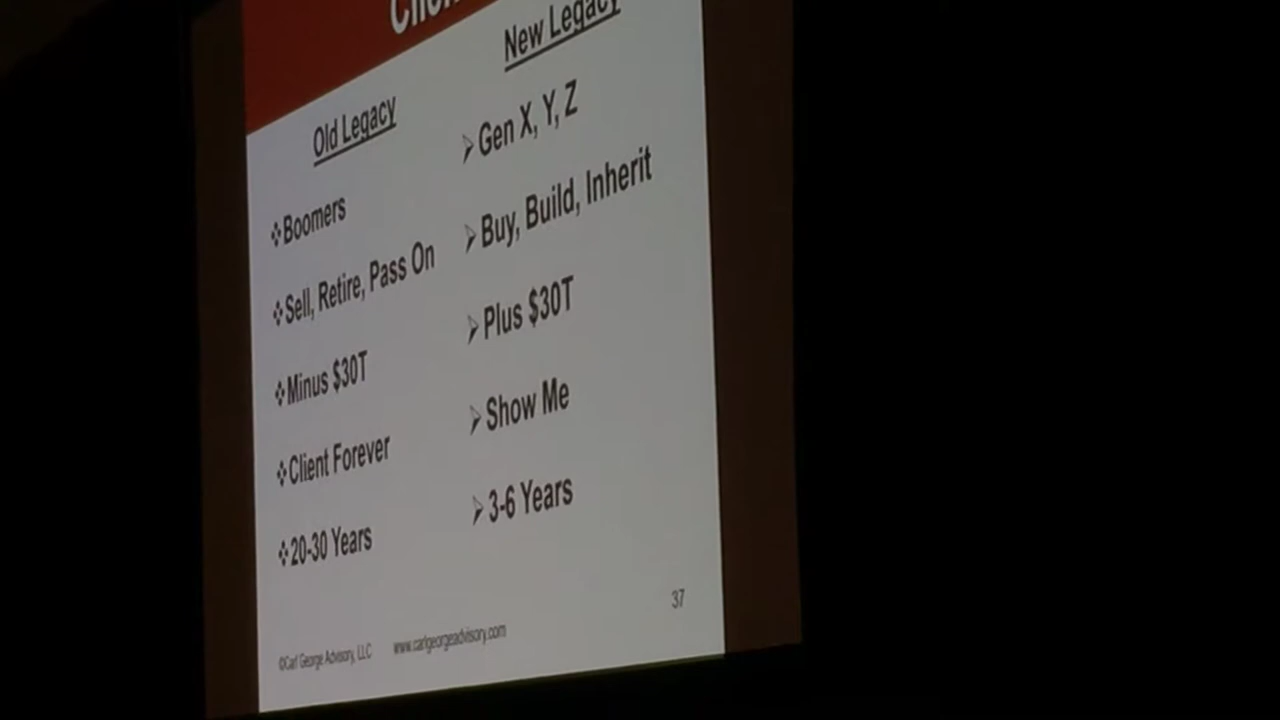 New Legacy
Old Legacy
❖Boomers
❖Sell, Retire, Pass On
❖Minus $30T
❖Client Forever
❖20-30 Years
➢Gen X, Y, Z
➢Buy, Build, Inherit
➢Plus $30T
➢Show Me
➢3-6 Years
37
©Carl George Advisory, LLC www.carlgeorgeadvisory.com